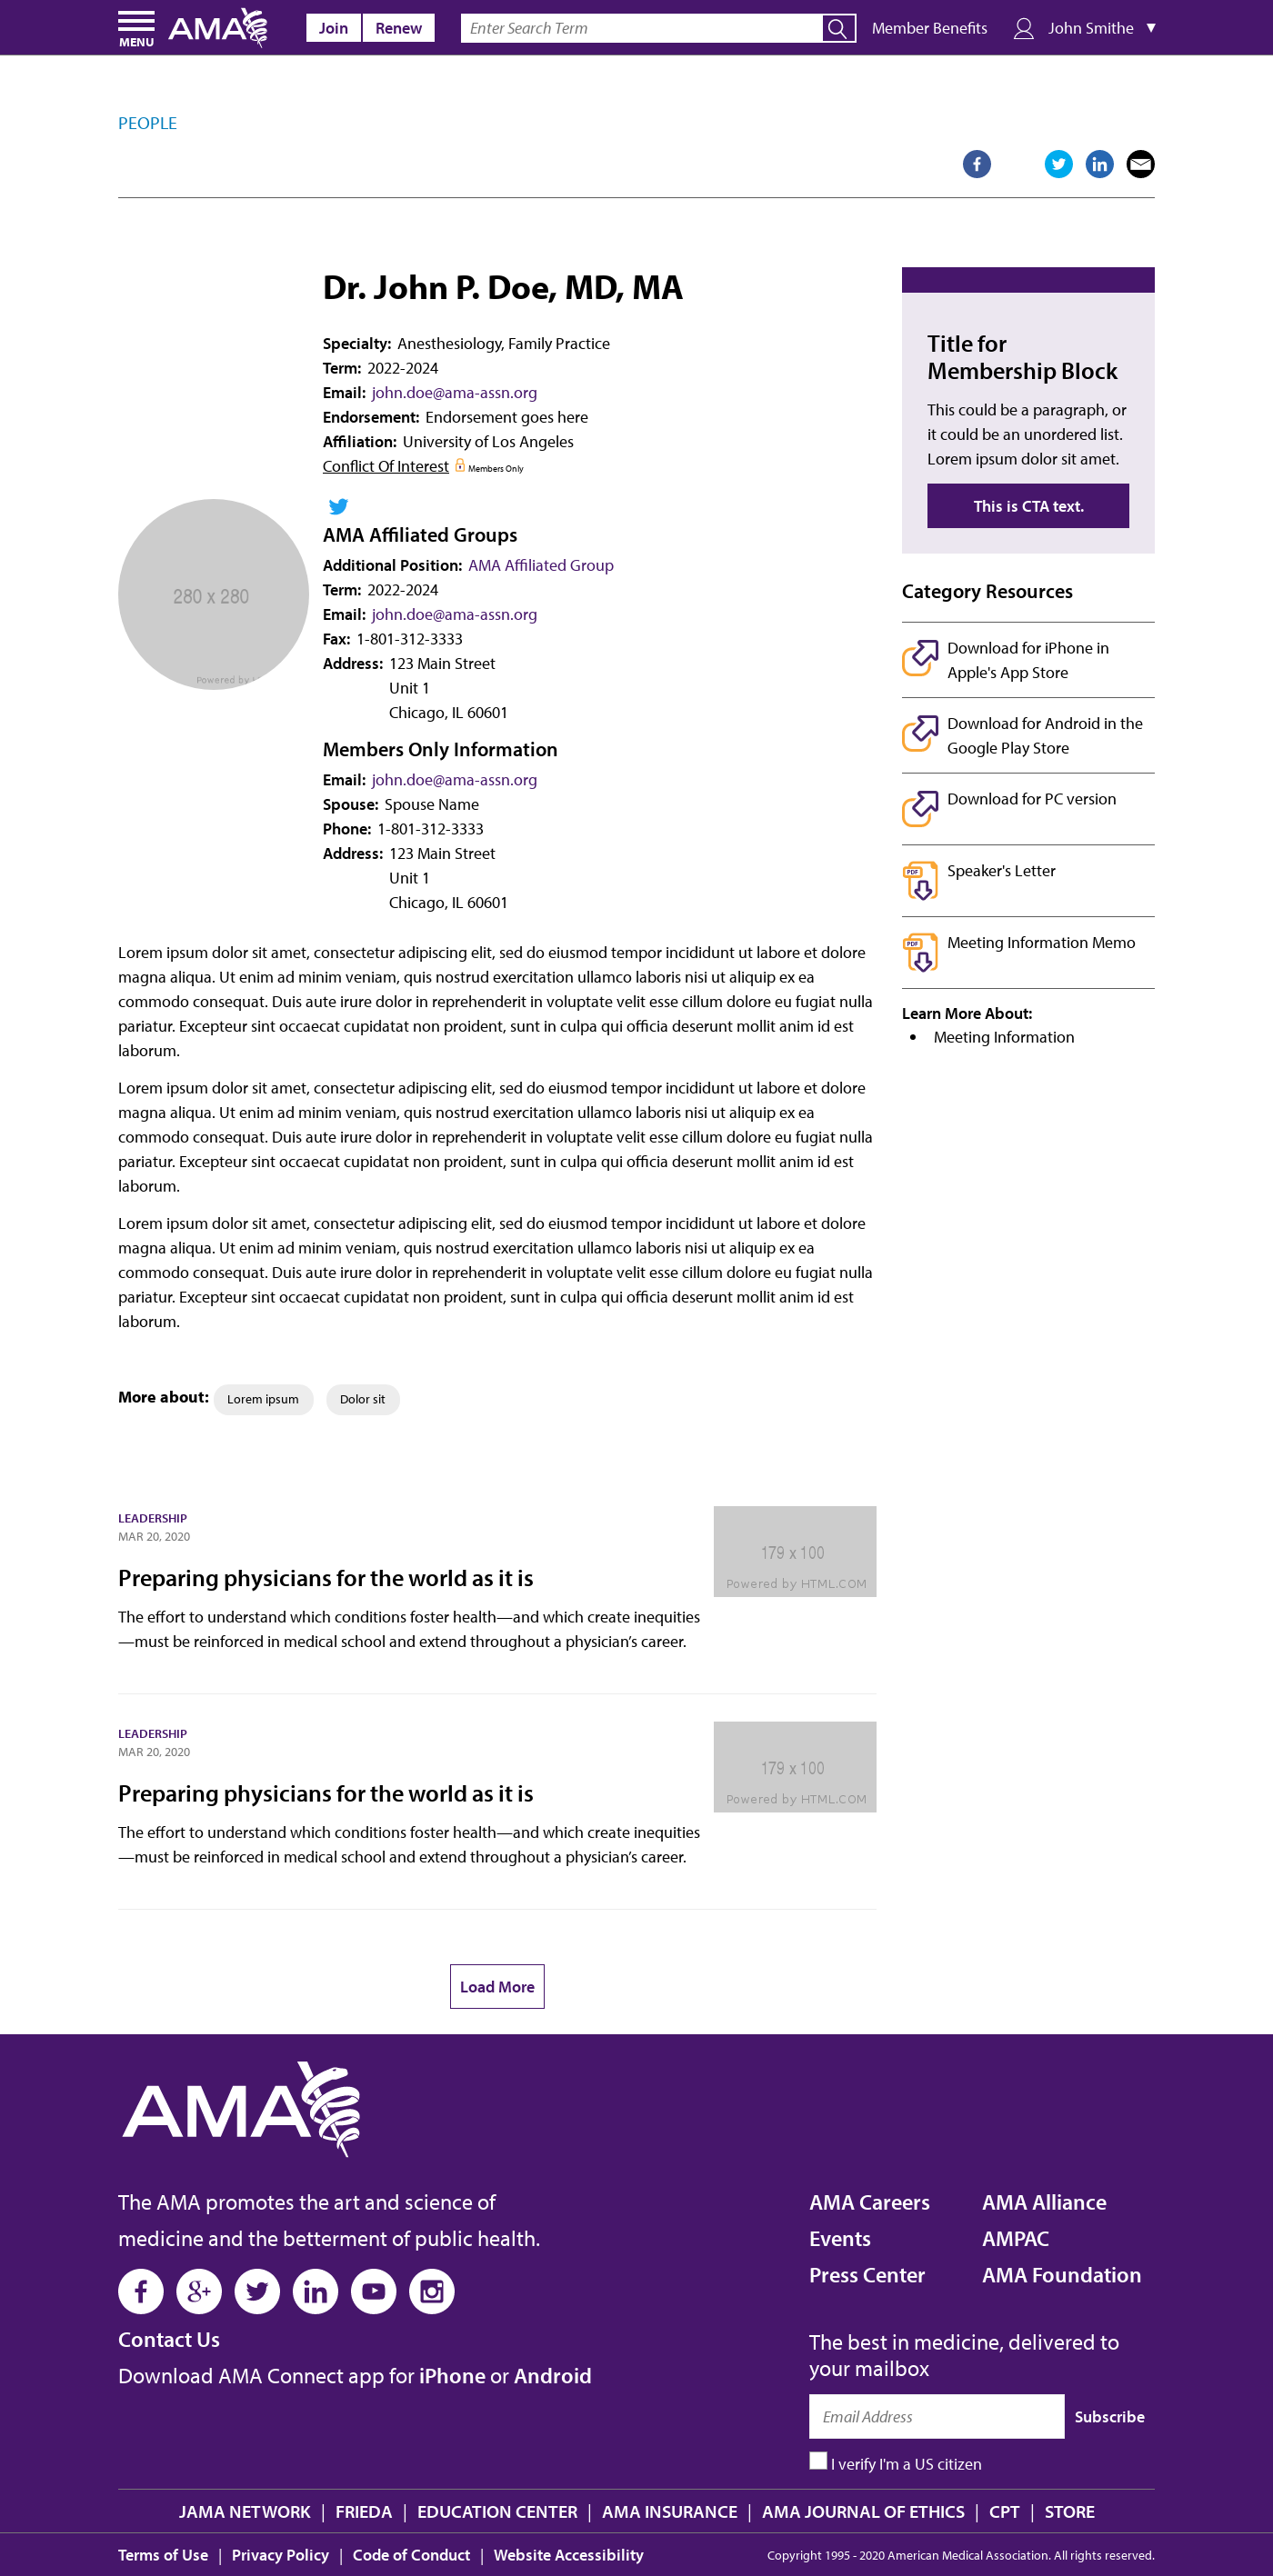 MENU
AMA
Join
Renew
Enter Search Term
Member Benefits
John Smithe ▼
PEOPLE
Dr. John P. Doe, MD, MA
Specialty: Anesthesiology, Family Practice
Term: 2022-2024
Email: john.doe@ama-assn.org
Endorsement: Endorsement goes here
Affiliation: University of Los Angeles
Conflict Of Interest Members Only
280 x 280
Powered by
AMA Affiliated Groups
Additional Position: AMA Affiliated Group
Term: 2022-2024
Email: john.doe@ama-assn.org
Fax: 1-801-312-3333
Address: 123 Main Street
Unit 1
Chicago, IL 60601
Members Only Information
Email: john.doe@ama-assn.org
Spouse: Spouse Name
Phone: 1-801-312-3333
Address: 123 Main Street
Unit 1
Chicago, IL 60601
Lorem ipsum dolor sit amet, consectetur adipiscing elit, sed do eiusmod tempor incididunt ut labore et dolore
magna aliqua. Ut enim ad minim veniam, quis nostrud exercitation ullamco laboris nisi ut aliquip ex ea
commodo consequat. Duis aute irure dolor in reprehenderit in voluptate velit esse cillum dolore eu fugiat nulla
pariatur. Excepteur sint occaecat cupidatat non proident, sunt in culpa qui officia deserunt mollit anim id est
laborum.
Lorem ipsum dolor sit amet, consectetur adipiscing elit, sed do eiusmod tempor incididunt ut labore et dolore
magna aliqua. Ut enim ad minim veniam, quis nostrud exercitation ullamco laboris nisi ut aliquip ex ea
commodo consequat. Duis aute irure dolor in reprehenderit in voluptate velit esse cillum dolore eu fugiat nulla
pariatur. Excepteur sint occaecat cupidatat non proident, sunt in culpa qui officia deserunt mollit anim id est
laborum.
Lorem ipsum dolor sit amet, consectetur adipiscing elit, sed do eiusmod tempor incididunt ut labore et dolore
magna aliqua. Ut enim ad minim veniam, quis nostrud exercitation ullamco laboris nisi ut aliquip ex ea
commodo consequat. Duis aute irure dolor in reprehenderit in voluptate velit esse cillum dolore eu fugiat nulla
pariatur. Excepteur sint occaecat cupidatat non proident, sunt in culpa qui officia deserunt mollit anim id est
laborum.
More about: Lorem ipsum Dolor sit
Title for
Membership Block
This could be a paragraph, or
it could be an unordered list.
Lorem ipsum dolor sit amet.
This is CTA text.
Category Resources
Download for iPhone in
Apple's App Store
Download for Android in the
Google Play Store
Download for PC version
PDF
Speaker's Letter
PDF
Meeting Information Memo
Learn More About:
• Meeting Information
LEADERSHIP
MAR 20, 2020
Preparing physicians for the world as it is
The effort to understand which conditions foster health—and which create inequities
—must be reinforced in medical school and extend throughout a physician’s career.
179 x 100
Powered by HTML.COM
LEADERSHIP
MAR 20, 2020
Preparing physicians for the world as it is
The effort to understand which conditions foster health—and which create inequities
—must be reinforced in medical school and extend throughout a physician’s career.
179 x 100
Powered by HTML.COM
Load More
AMA
The AMA promotes the art and science of
medicine and the betterment of public health.
Contact Us
Download AMA Connect app for iPhone or Android
AMA Careers
Events
Press Center
AMA Alliance
AMPAC
AMA Foundation
The best in medicine, delivered to
your mailbox
Email Address
Subscribe
I verify I'm a US citizen
JAMA NETWORK | FRIEDA | EDUCATION CENTER | AMA INSURANCE | AMA JOURNAL OF ETHICS | CPT | STORE
Terms of Use | Privacy Policy | Code of Conduct | Website Accessibility
Copyright 1995 - 2020 American Medical Association. All rights reserved.